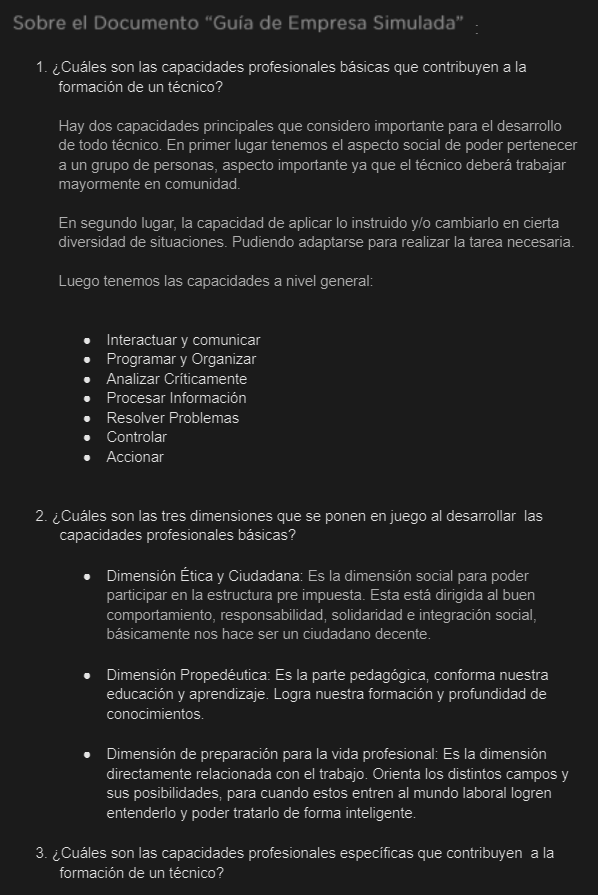 Sobre el Documento “Guía de Empresa Simulada” :
1. ¿Cuáles son las capacidades profesionales básicas que contribuyen a la
formación de un técnico?
Hay dos capacidades principales que considero importante para el desarrollo
de todo técnico. En primer lugar tenemos el aspecto social de poder pertenecer
a un grupo de personas, aspecto importante ya que el técnico deberá trabajar
mayormente en comunidad.
En segundo lugar, la capacidad de aplicar lo instruido y/o cambiarlo en cierta
diversidad de situaciones. Pudiendo adaptarse para realizar la tarea necesaria.
Luego tenemos las capacidades a nivel general:
● Interactuar y comunicar
● Programar y Organizar
● Analizar Críticamente
● Procesar Información
● Resolver Problemas
● Controlar
● Accionar
2. ¿Cuáles son las tres dimensiones que se ponen en juego al desarrollar las
capacidades profesionales básicas?
● Dimensión Ética y Ciudadana: Es la dimensión social para poder
participar en la estructura pre impuesta. Esta está dirigida al buen
comportamiento, responsabilidad, solidaridad e integración social,
básicamente nos hace ser un ciudadano decente.
● Dimensión Propedéutica: Es la parte pedagógica, conforma nuestra
educación y aprendizaje. Logra nuestra formación y profundidad de
conocimientos.
● Dimensión de preparación para la vida profesional: Es la dimensión
directamente relacionada con el trabajo. Orienta los distintos campos y
sus posibilidades, para cuando estos entren al mundo laboral logren
entenderlo y poder tratarlo de forma inteligente.
3. ¿Cuáles son las capacidades profesionales específicas que contribuyen a la
formación de un técnico?